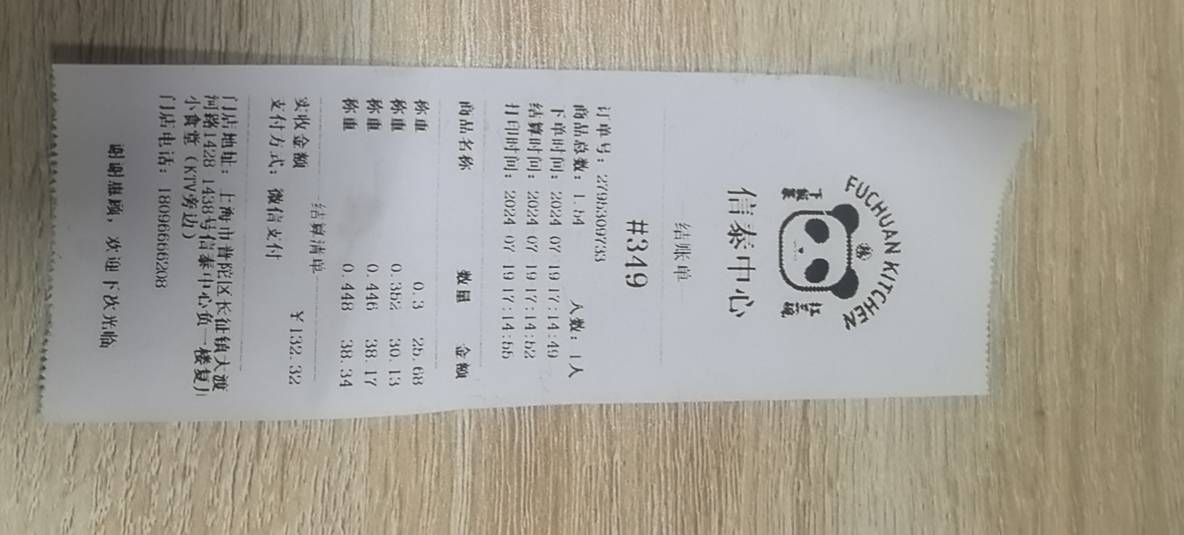 FUCHUAN KITCHEN
信泰中心
#349
结账单
订单号：2795309733
商品总数：1.54 人数：1人
下单时间：2024-07-19 17:14:49
结算时间：2024-07-19 17:14:52
打印时间：2024-07-19 17:14:55
商品名称 数量 金额
称重 0.3 25.68
称重 0.352 30.13
称重 0.446 38.17
称重 0.448 38.34
结算清单
实收金额 ￥132.32
支付方式：微信支付
门店地址：上海市普陀区长征镇大渡
河路1428-1438号信泰中心负一楼复川
小食堂（KTV旁边）
门店电话：18096666208
谢谢惠顾，欢迎下次光临